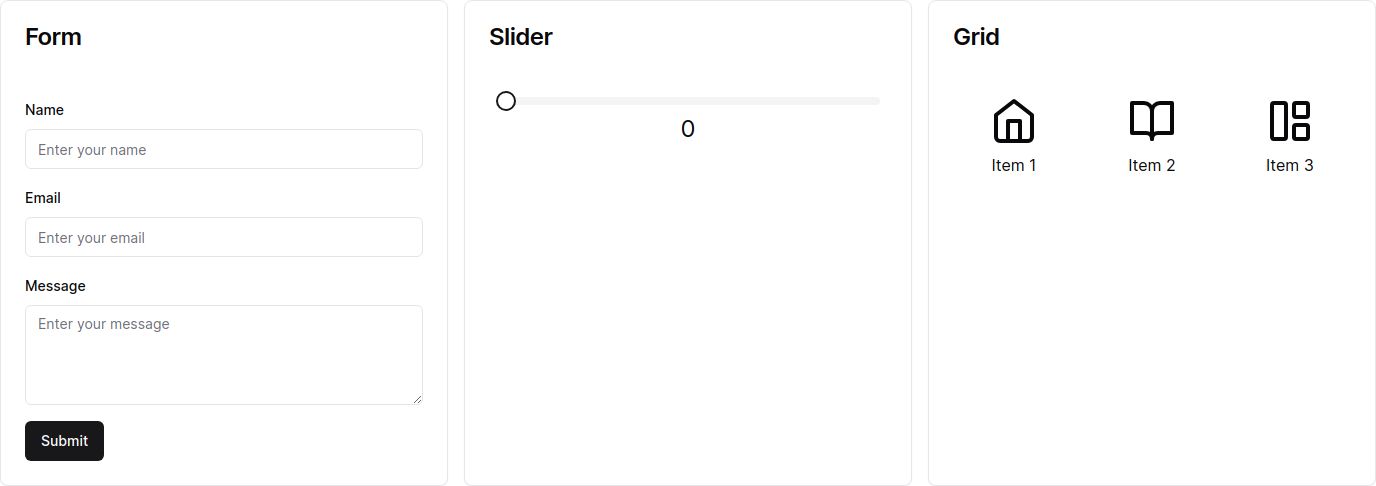 Form
Name
Enter your name
Email
Enter your email
Message
Enter your message
Submit
Slider
0
Grid
Item 1
Item 2
Item 3